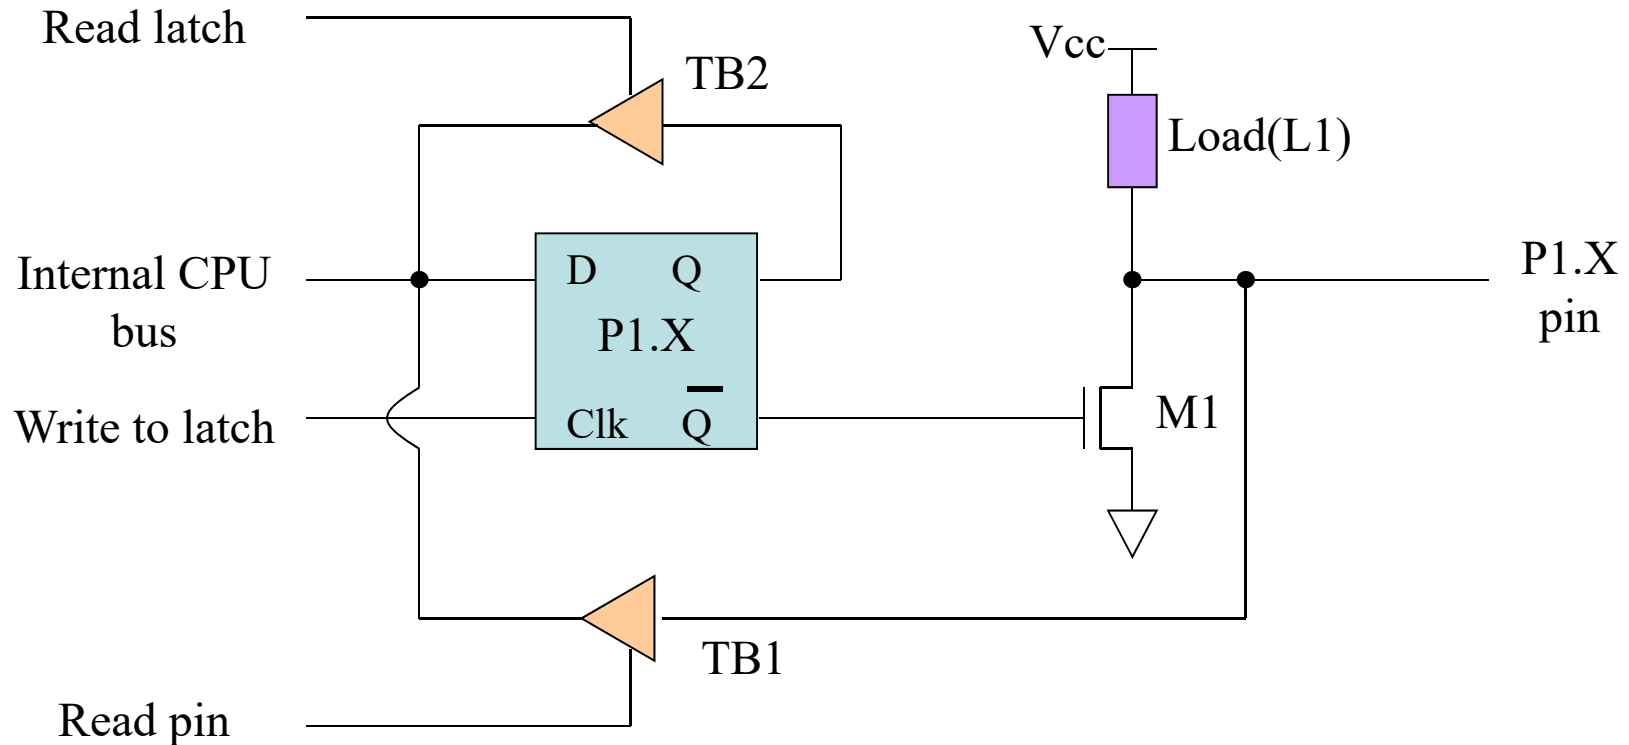 Read latch
TB2
Vcc
Load(L1)
Internal CPU
bus
D Q
P1.X
Clk Q̅
P1.X
pin
Write to latch
M1
TB1
Read pin